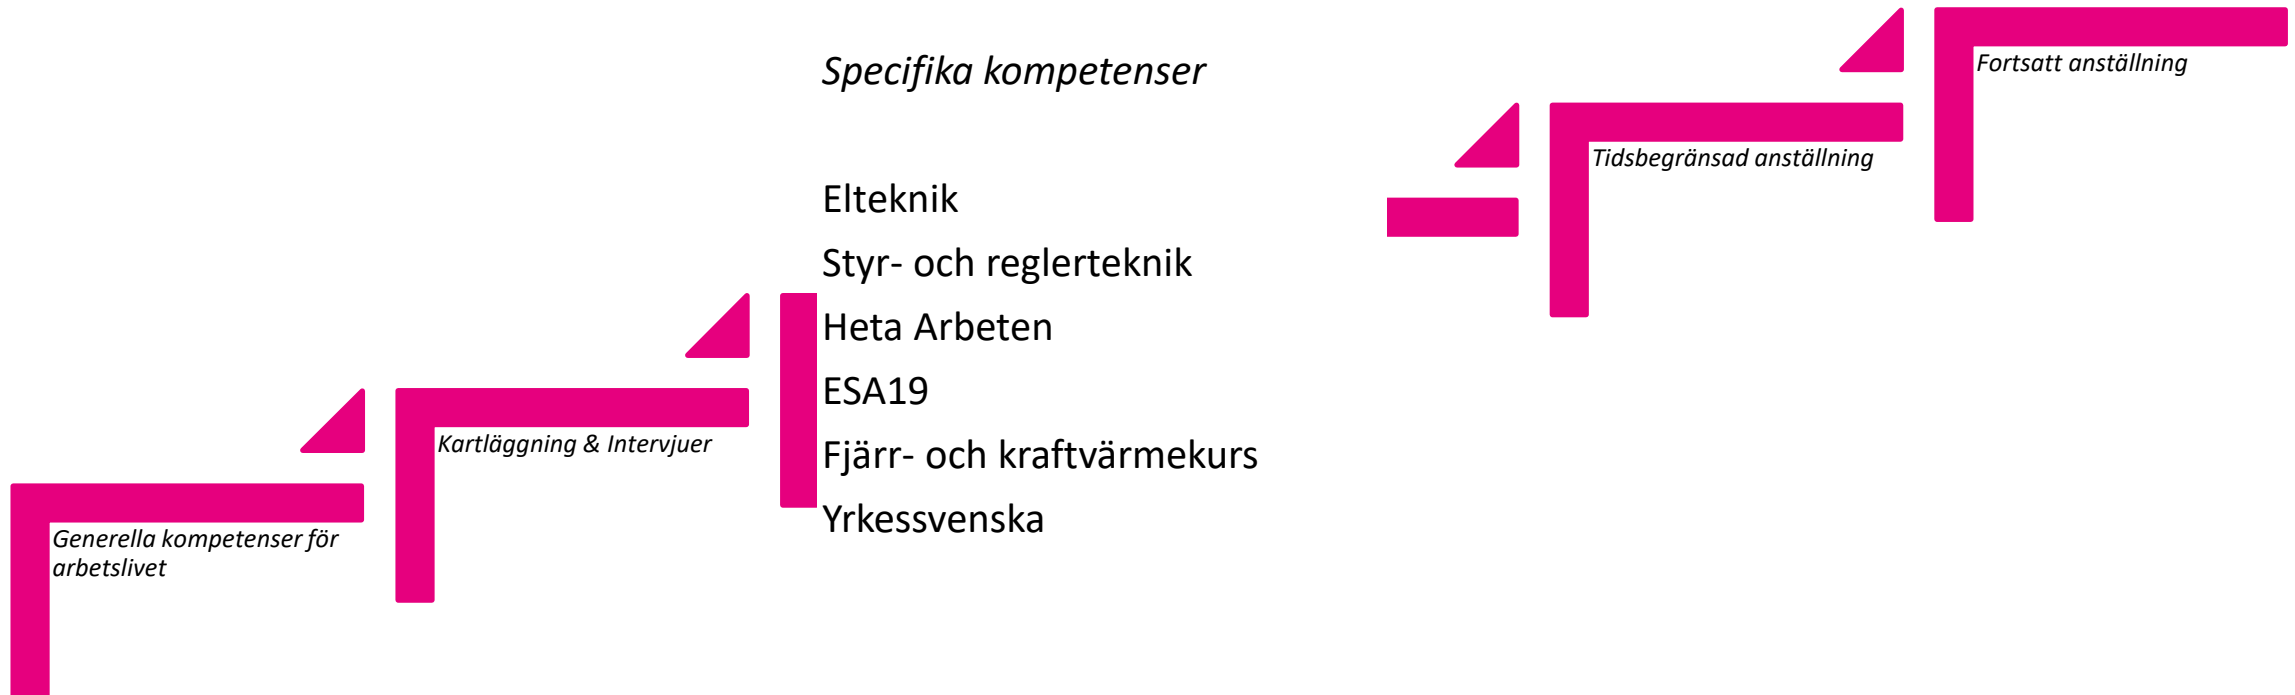 Generella kompetenser för
arbetslivet
Kartläggning & Intervjuer
Specifika kompetenser
Elteknik
Styr- och reglerteknik
Heta Arbeten
ESA19
Fjärr- och kraftvärmekurs
Yrkessvenska
Tidsbegränsad anställning
Fortsatt anställning